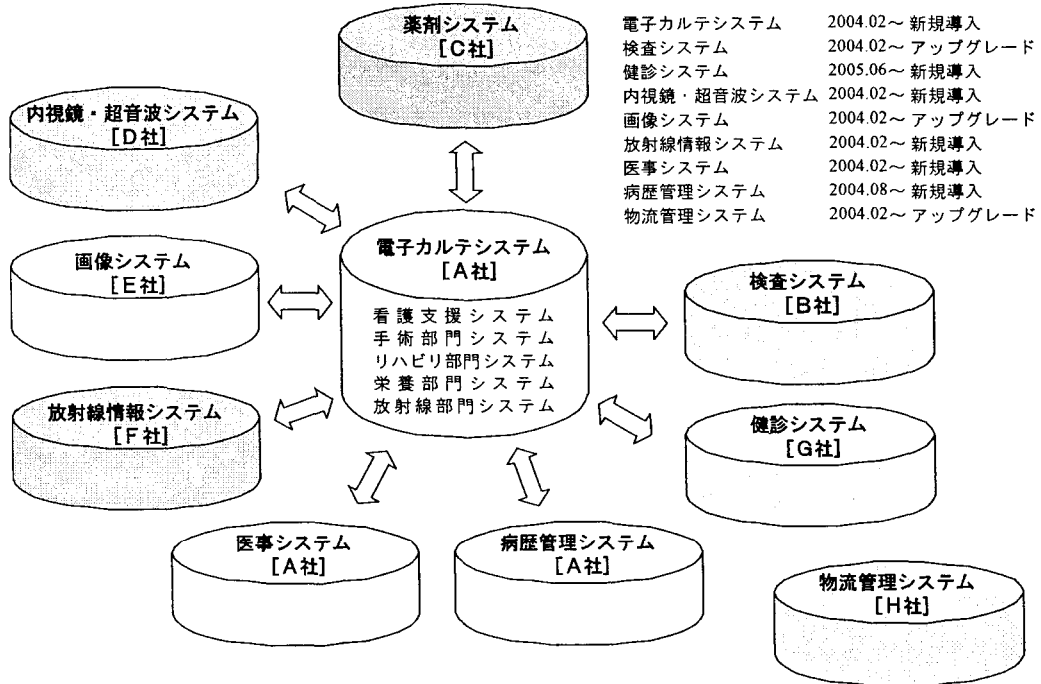 薬剤システム
[C社]
電子カルテシステム 2004.02～ 新規導入
検査システム 2004.02～ アップグレード
健診システム 2005.06～ 新規導入
内視鏡・超音波システム 2004.02～ 新規導入
画像システム 2004.02～ アップグレード
放射線情報システム 2004.02～ 新規導入
医事システム 2004.02～ 新規導入
病歴管理システム 2004.08～ 新規導入
物流管理システム 2004.02～ アップグレード
内視鏡・超音波システム
[D社]
電子カルテシステム
[A社]
看護支援システム
手術部門システム
リハビリ部門システム
栄養部門システム
放射線部門システム
画像システム
[E社]
検査システム
[B社]
放射線情報システム
[F社]
健診システム
[G社]
医事システム
[A社]
病歴管理システム
[A社]
物流管理システム
[H社]